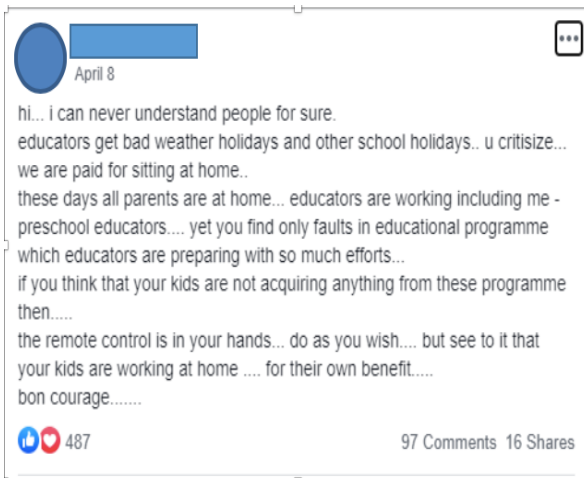 April 8
hi... i can never understand people for sure.
educators get bad weather holidays and other school holidays.. u critisize...
we are paid for sitting at home..
these days all parents are at home... educators are working including me -
preschool educators.... yet you find only faults in educational programme
which educators are preparing with so much efforts...
if you think that your kids are not acquiring anything from these programme
then.....
the remote control is in your hands... do as you wish.... but see to it that
your kids are working at home .... for their own benefit.....
bon courage.......
487
97 Comments 16 Shares